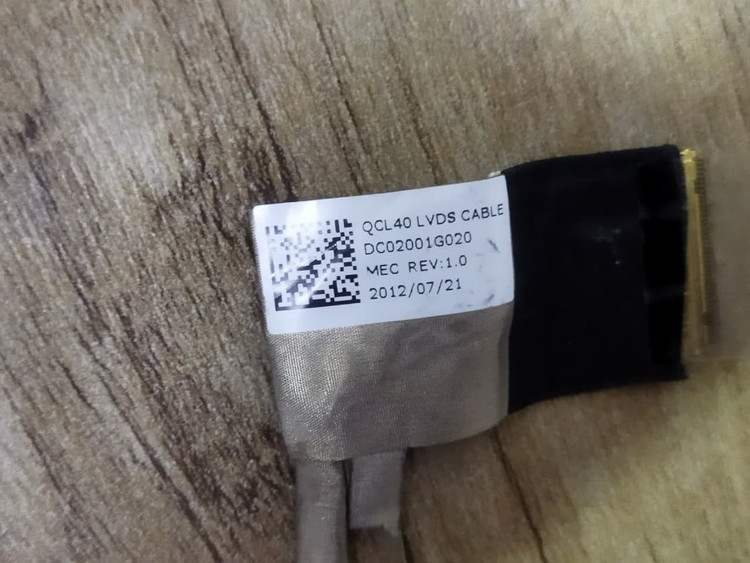 QCL40 LVDS CABLE
DC02001G020
MEC REV:1.0
2012/07/21